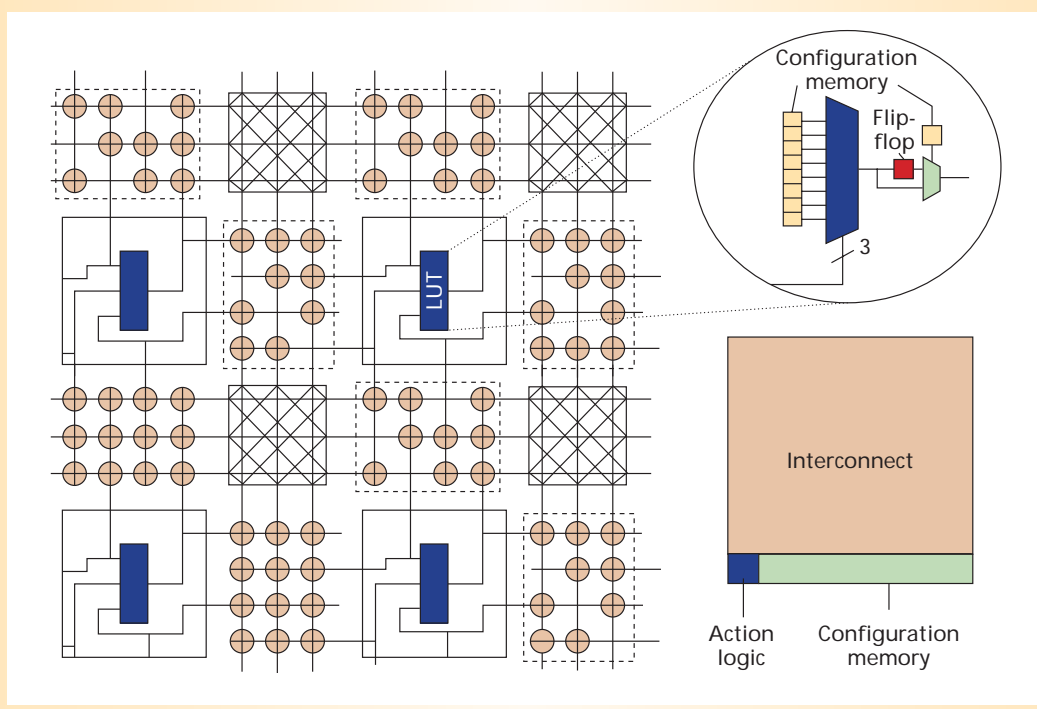 Configuration
memory
Flip-
flop
3
LUT
Interconnect
Action
logic
Configuration
memory